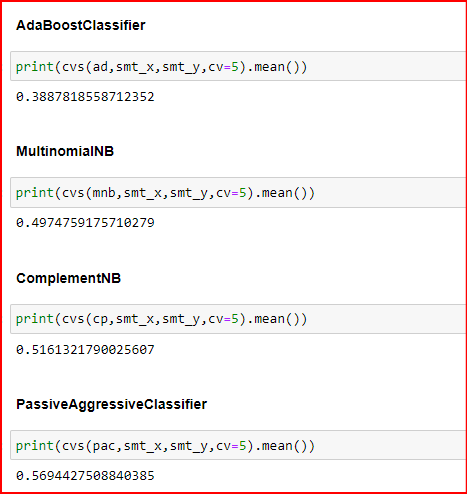 AdaBoostClassifier
print(cvs(ad,smt_x,smt_y,cv=5).mean())
0.3887818558712352
MultinomialNB
print(cvs(mnb,smt_x,smt_y,cv=5).mean())
0.4974759175710279
ComplementNB
print(cvs(cp,smt_x,smt_y,cv=5).mean())
0.5161321790025607
PassiveAggressiveClassifier
print(cvs(pac,smt_x,smt_y,cv=5).mean())
0.5694427508840385